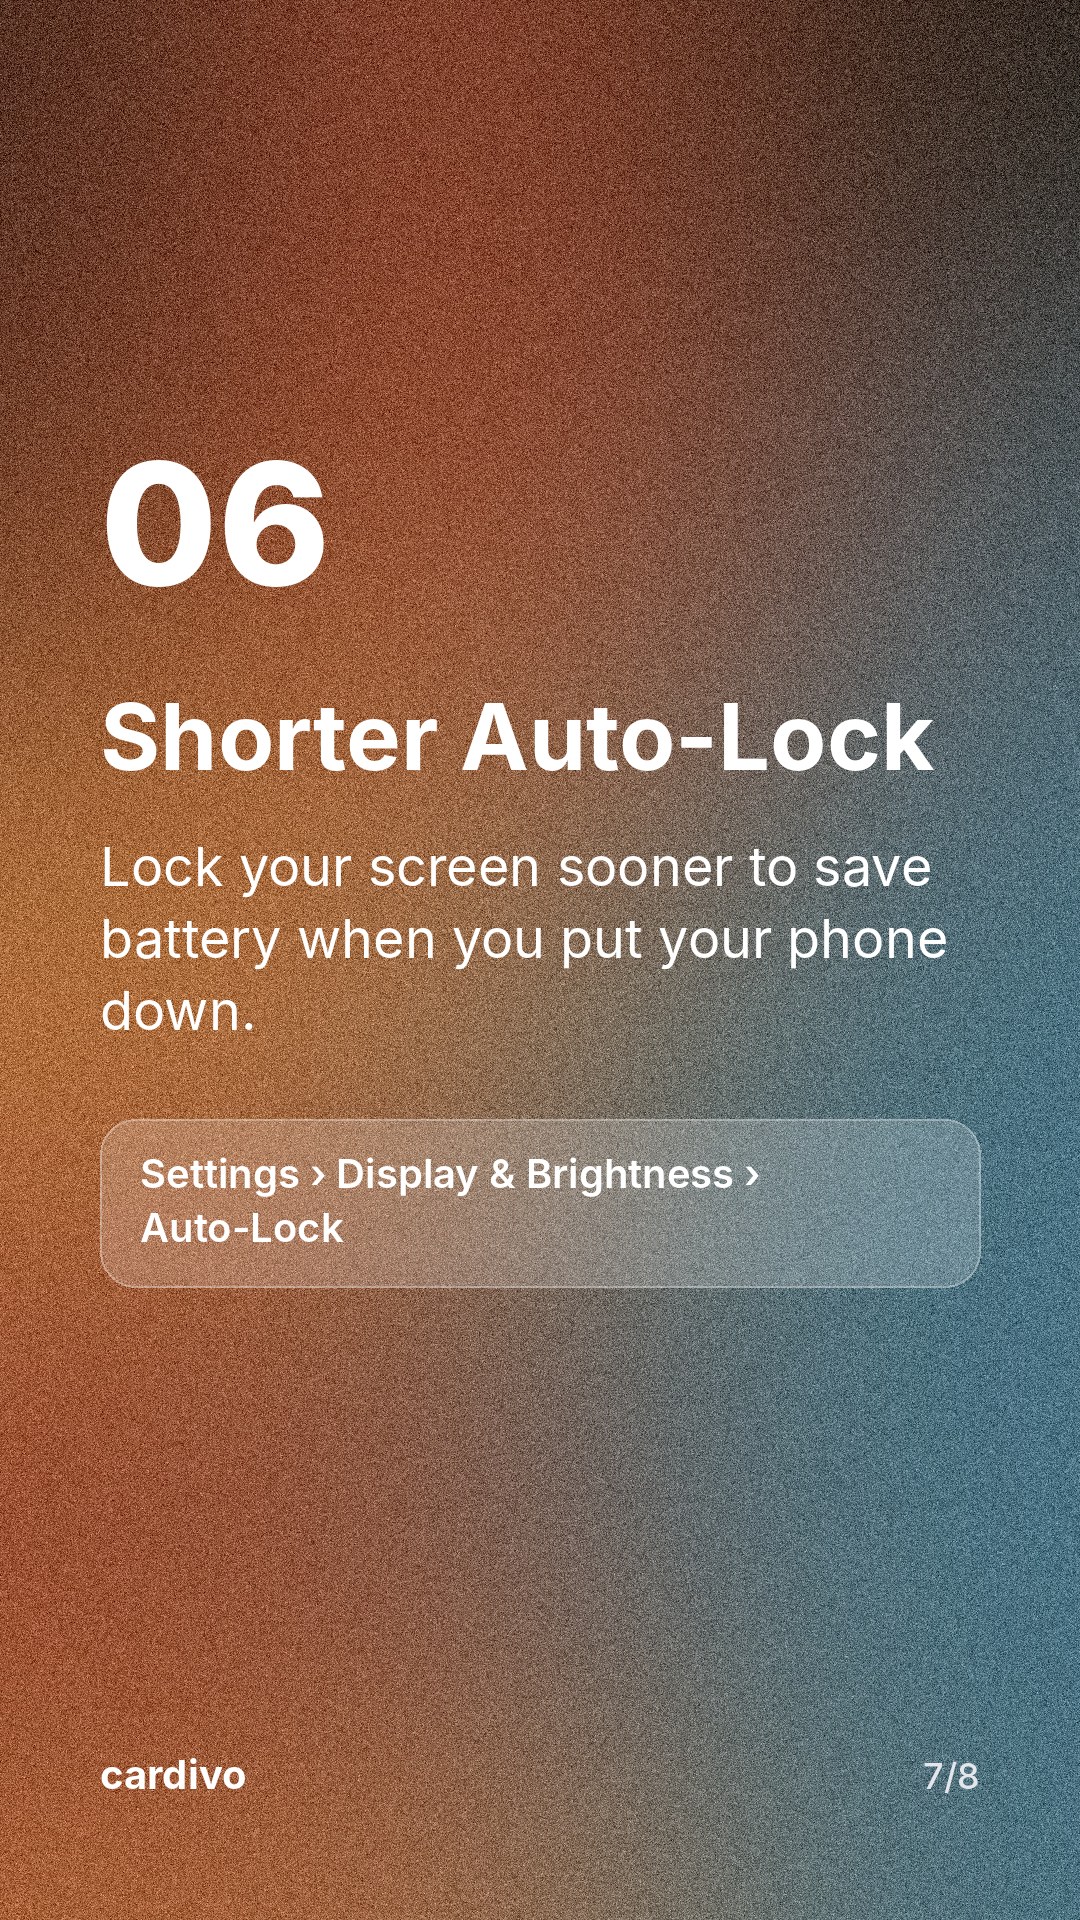 06
Shorter Auto-Lock
Lock your screen sooner to save
battery when you put your phone
down.
Settings › Display & Brightness ›
Auto-Lock
cardivo
7/8